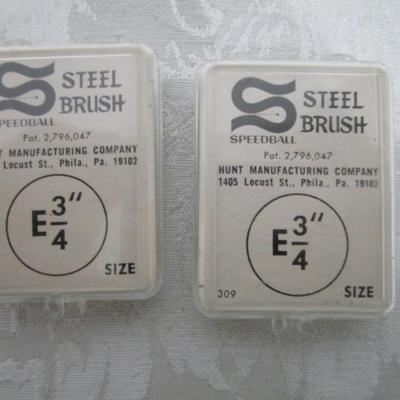 STEEL
BRUSH
SPEEDBALL
Pat. 2,796,047
T MANUFACTURING COMPANY
Locust St., Phila., Pa. 19102
E 3/4"
SIZE
STEEL
BRUSH
SPEEDBALL
Pat. 2,796,047
HUNT MANUFACTURING COMPANY
1405 Locust St., Phila., Pa. 19102
E 3/4"
309 SIZE